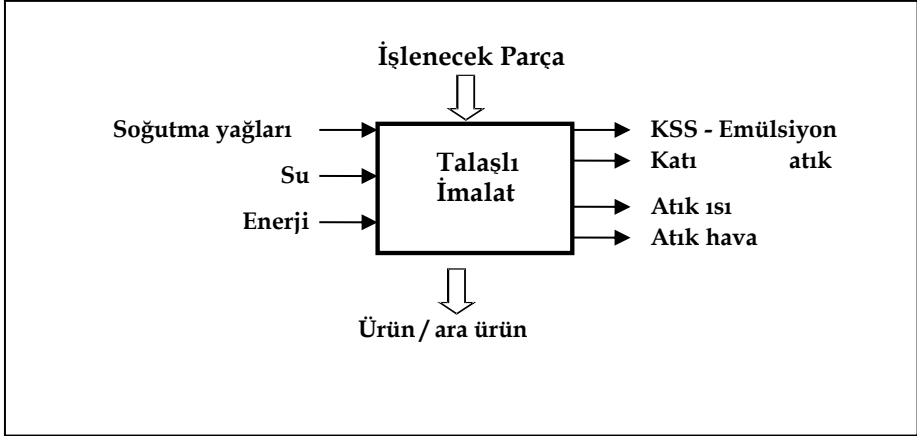 İşlenecek Parça
Soğutma yağları
Su
Enerji
Talaşlı
İmalat
KSS - Emülsiyon
Katı atık
Atık ısı
Atık hava
Ürün / ara ürün